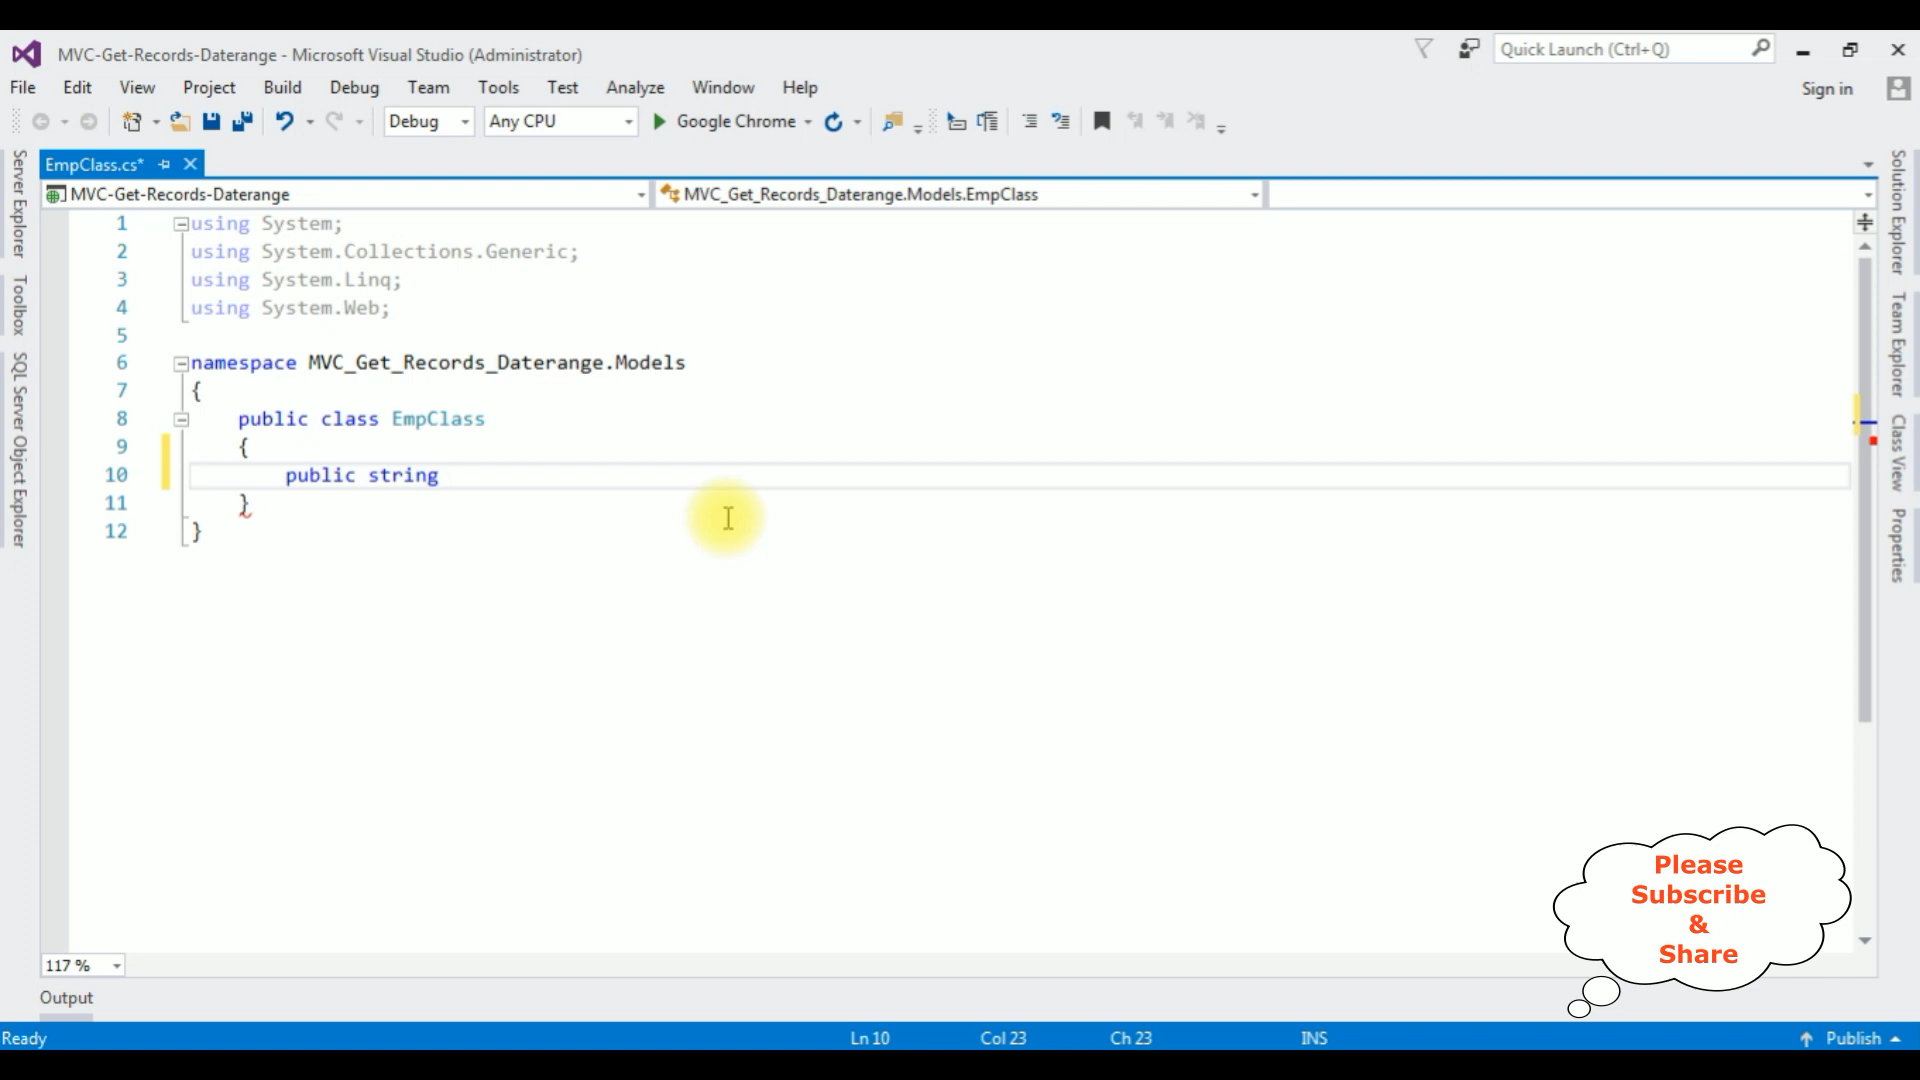 MVC-Get-Records-Daterange - Microsoft Visual Studio (Administrator)
Quick Launch (Ctrl+Q)
File Edit View Project Build Debug Team Tools Test Analyze Window Help
Sign in
Debug Any CPU Google Chrome
EmpClass.cs*
MVC-Get-Records-Daterange
MVC_Get_Records_Daterange.Models.EmpClass
Server Explorer
Toolbox
SQL Server Object Explorer
1 using System;
2 using System.Collections.Generic;
3 using System.Linq;
4 using System.Web;
5
6 namespace MVC_Get_Records_Daterange.Models
7 {
8 public class EmpClass
9 {
10 public string
11 }
12 }
Solution Explorer
Team Explorer
Class View
Properties
Please
Subscribe
&
Share
117 %
Output
Ready Ln 10 Col 23 Ch 23 INS Publish